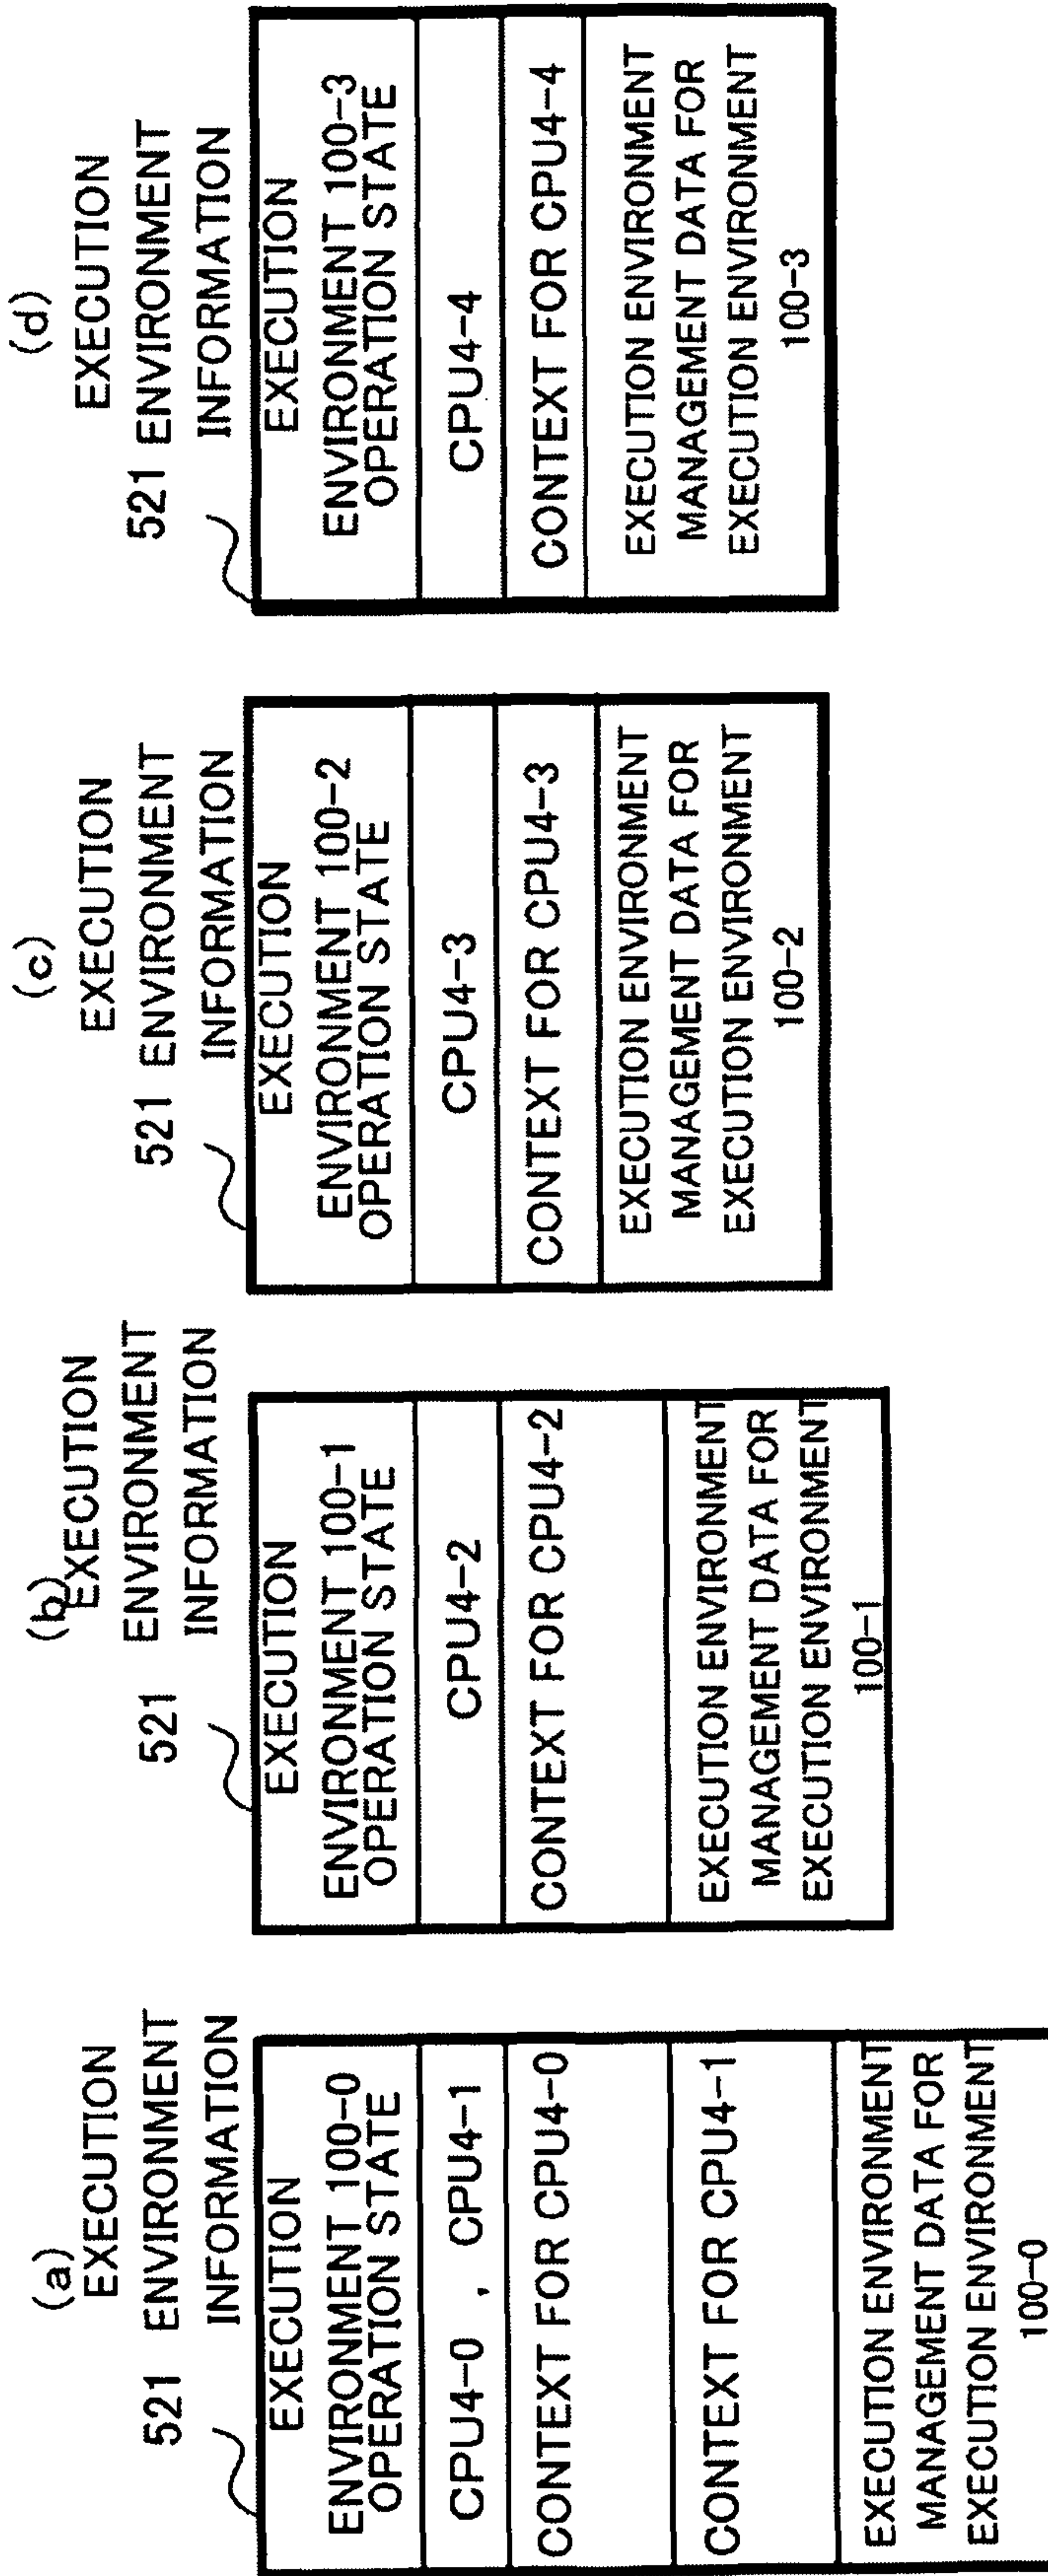 (a)
EXECUTION
521 ENVIRONMENT
INFORMATION
EXECUTION
ENVIRONMENT 100-0
OPERATION STATE
CPU4-0 , CPU4-1
CONTEXT FOR CPU4-0
CONTEXT FOR CPU4-1
EXECUTION ENVIRONMENT
MANAGEMENT DATA FOR
EXECUTION ENVIRONMENT
100-0
(b)
EXECUTION
521 ENVIRONMENT
INFORMATION
EXECUTION
ENVIRONMENT 100-1
OPERATION STATE
CPU4-2
CONTEXT FOR CPU4-2
EXECUTION ENVIRONMENT
MANAGEMENT DATA FOR
EXECUTION ENVIRONMENT
100-1
(c)
EXECUTION
521 ENVIRONMENT
INFORMATION
EXECUTION
ENVIRONMENT 100-2
OPERATION STATE
CPU4-3
CONTEXT FOR CPU4-3
EXECUTION ENVIRONMENT
MANAGEMENT DATA FOR
EXECUTION ENVIRONMENT
100-2
(d)
EXECUTION
521 ENVIRONMENT
INFORMATION
EXECUTION
ENVIRONMENT 100-3
OPERATION STATE
CPU4-4
CONTEXT FOR CPU4-4
EXECUTION ENVIRONMENT
MANAGEMENT DATA FOR
EXECUTION ENVIRONMENT
100-3